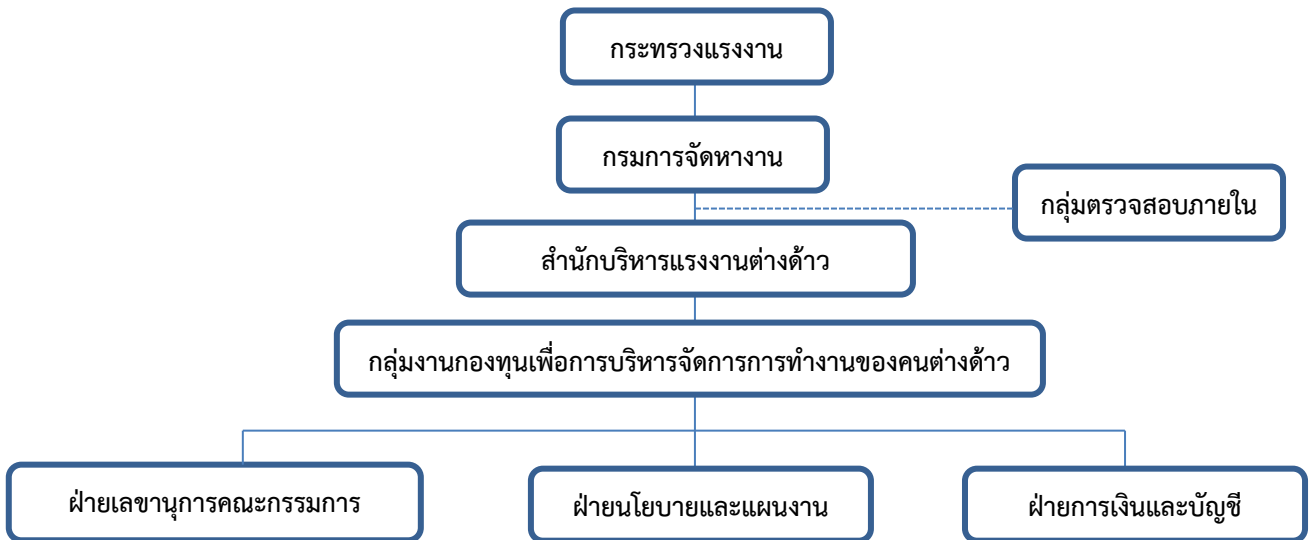 กระทรวงแรงงาน
กรมการจัดหางาน
กลุ่มตรวจสอบภายใน
สำนักบริหารแรงงานต่างด้าว
กลุ่มงานกองทุนเพื่อการบริหารจัดการการทำงานของคนต่างด้าว
ฝ่ายเลขานุการคณะกรรมการ
ฝ่ายนโยบายและแผนงาน
ฝ่ายการเงินและบัญชี